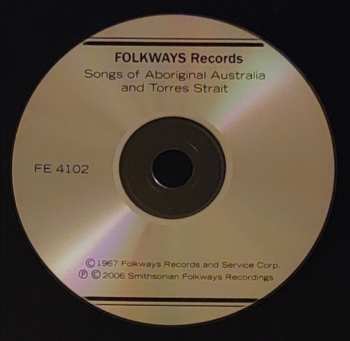 FOLKWAYS Records
Songs of Aboriginal Australia
and Torres Strait
FE 4102
©1967 Folkways Records and Service Corp.
℗ ©2006 Smithsonian Folkways Recordings